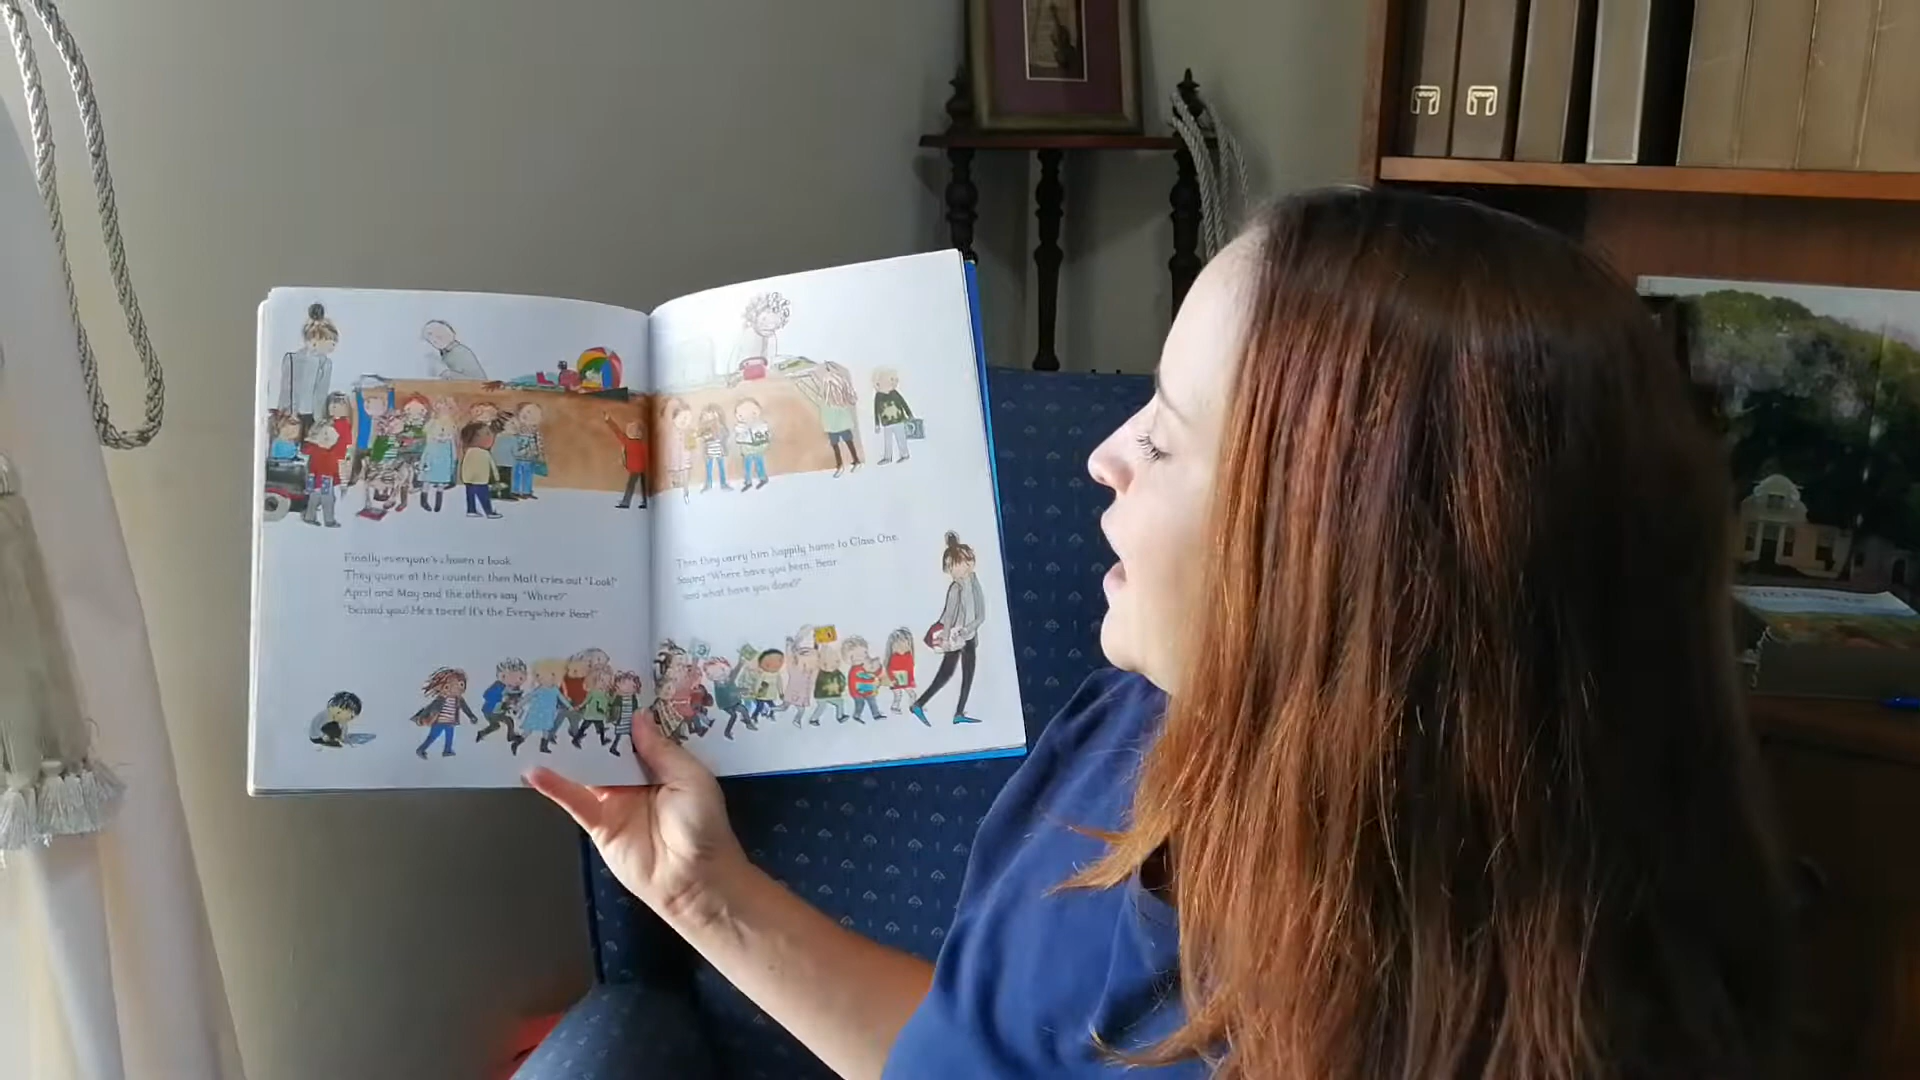 Finally everyone's chosen a book.
They queue at the counter, then Matt cries out "Look!"
April and May and the others say, "Where?"
"Behind you! He's there! It's the Everywhere Bear!"
Then they carry him happily home to Class One,
Saying "Where have you been, Bear,
and what have you done?"